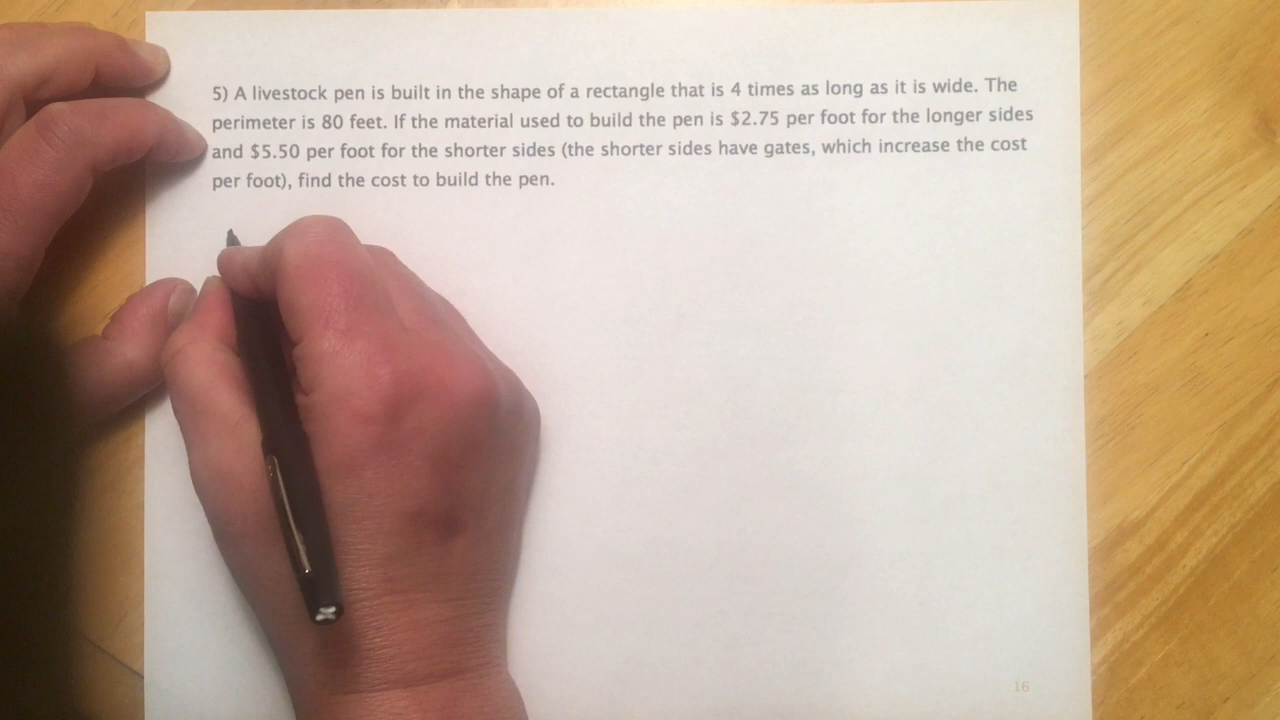 5) A livestock pen is built in the shape of a rectangle that is 4 times as long as it is wide. The
perimeter is 80 feet. If the material used to build the pen is $2.75 per foot for the longer sides
and $5.50 per foot for the shorter sides (the shorter sides have gates, which increase the cost
per foot), find the cost to build the pen.
16